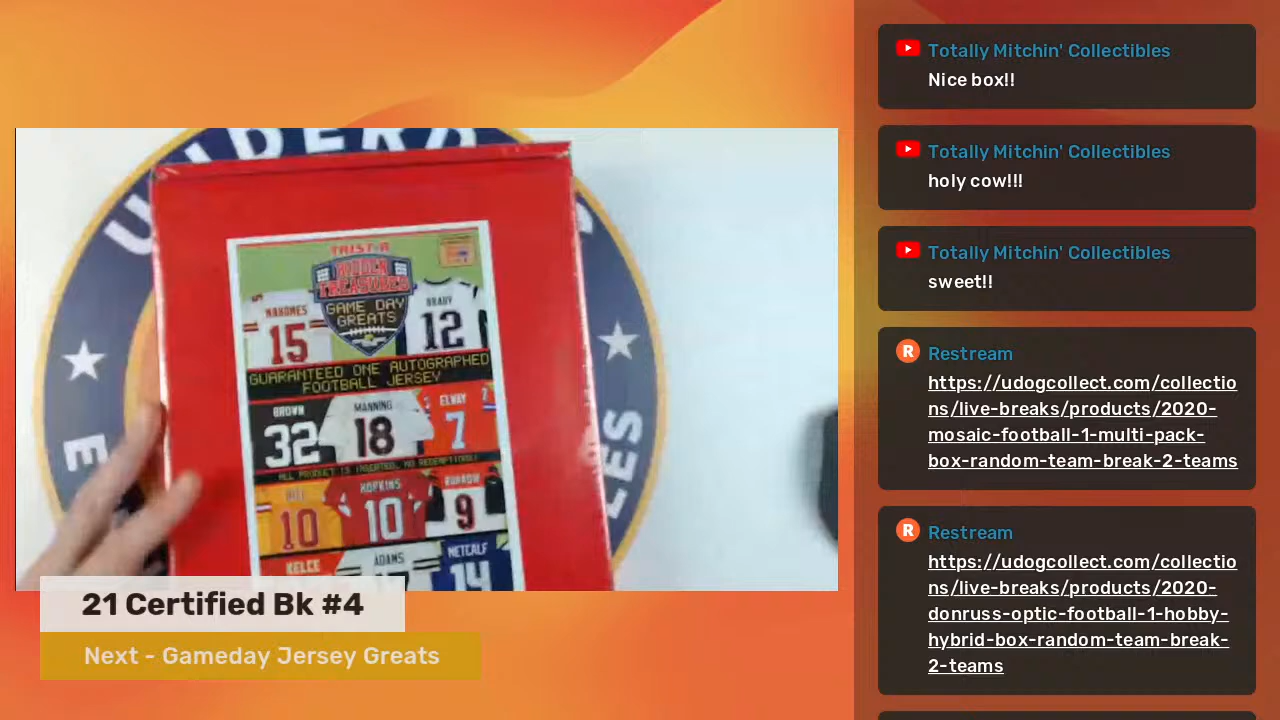 TRIST★R
HIDDEN
TREASURES
GAME DAY
GREATS
MAHOMES
15
BRADY
12
GUARANTEED ONE AUTOGRAPHED
FOOTBALL JERSEY
BROWN
32
MANNING
18
ELWAY
7
ALL PRODUCT IS INSERTED, NO REDEMPTIONS!
HILL
10
HOPKINS
10
BURROW
9
KELCE
ADAMS
METCALF
14
21 Certified Bk #4
Next - Gameday Jersey Greats
Totally Mitchin' Collectibles
Nice box!!
Totally Mitchin' Collectibles
holy cow!!!
Totally Mitchin' Collectibles
sweet!!
Restream
https://udogcollect.com/collectio
ns/live-breaks/products/2020-
mosaic-football-1-multi-pack-
box-random-team-break-2-teams
Restream
https://udogcollect.com/collectio
ns/live-breaks/products/2020-
donruss-optic-football-1-hobby-
hybrid-box-random-team-break-
2-teams